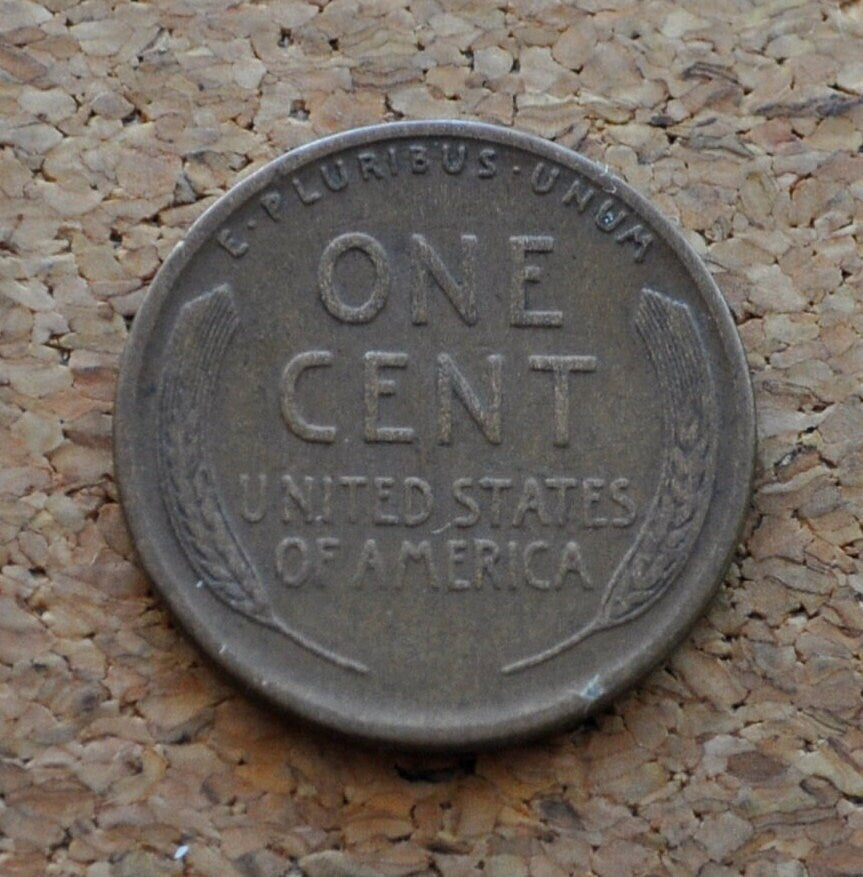 E·PLURIBUS·UNUM
ONE
CENT
UNITED STATES
OF AMERICA